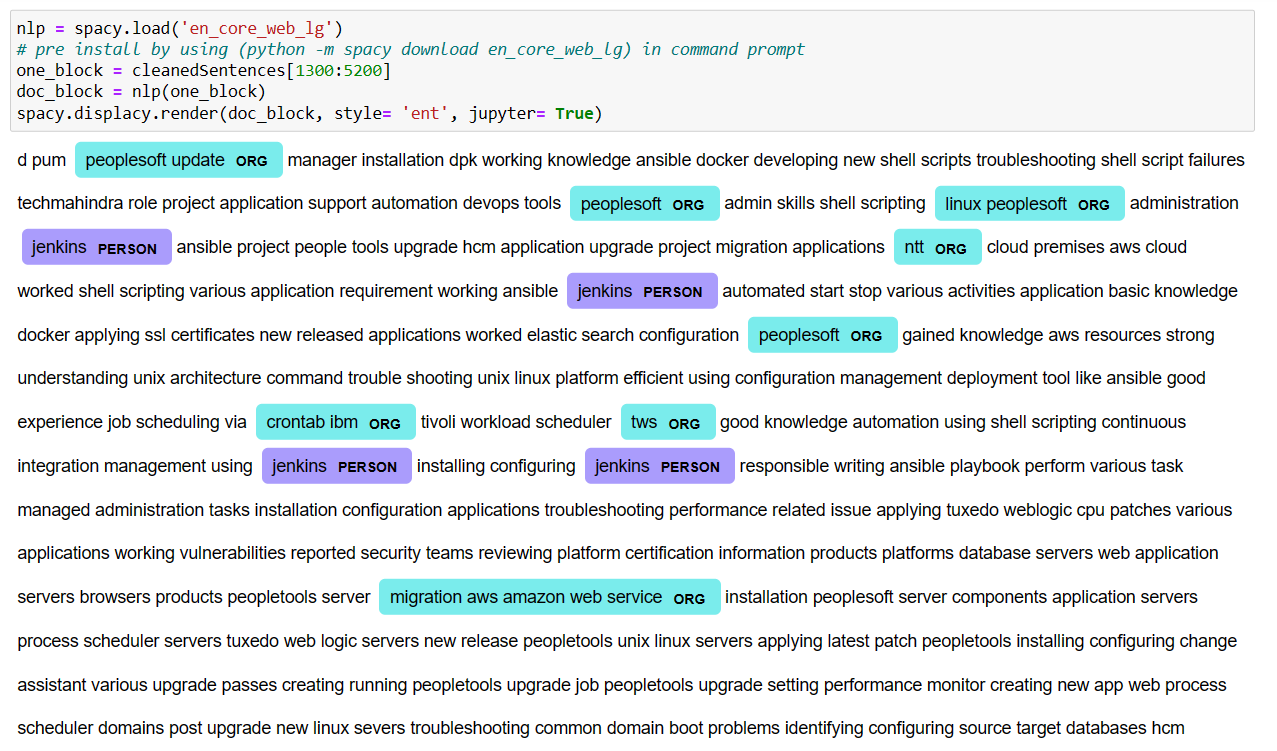 nlp = spacy.load('en_core_web_lg')
# pre install by using (python -m spacy download en_core_web_lg) in command prompt
one_block = cleanedSentences[1300:5200]
doc_block = nlp(one_block)
spacy.displacy.render(doc_block, style= 'ent', jupyter= True)
d pum peoplesoft update ORG manager installation dpk working knowledge ansible docker developing new shell scripts troubleshooting shell script failures
techmahindra role project application support automation devops tools peoplesoft ORG admin skills shell scripting linux peoplesoft ORG administration
jenkins PERSON ansible project people tools upgrade hcm application upgrade project migration applications ntt ORG cloud premises aws cloud
worked shell scripting various application requirement working ansible jenkins PERSON automated start stop various activities application basic knowledge
docker applying ssl certificates new released applications worked elastic search configuration peoplesoft ORG gained knowledge aws resources strong
understanding unix architecture command trouble shooting unix linux platform efficient using configuration management deployment tool like ansible good
experience job scheduling via crontab ibm ORG tivoli workload scheduler tws ORG good knowledge automation using shell scripting continuous
integration management using jenkins PERSON installing configuring jenkins PERSON responsible writing ansible playbook perform various task
managed administration tasks installation configuration applications troubleshooting performance related issue applying tuxedo weblogic cpu patches various
applications working vulnerabilities reported security teams reviewing platform certification information products platforms database servers web application
servers browsers products peopletools server migration aws amazon web service ORG installation peoplesoft server components application servers
process scheduler servers tuxedo web logic servers new release peopletools unix linux servers applying latest patch peopletools installing configuring change
assistant various upgrade passes creating running peopletools upgrade job peopletools upgrade setting performance monitor creating new app web process
scheduler domains post upgrade new linux severs troubleshooting common domain boot problems identifying configuring source target databases hcm